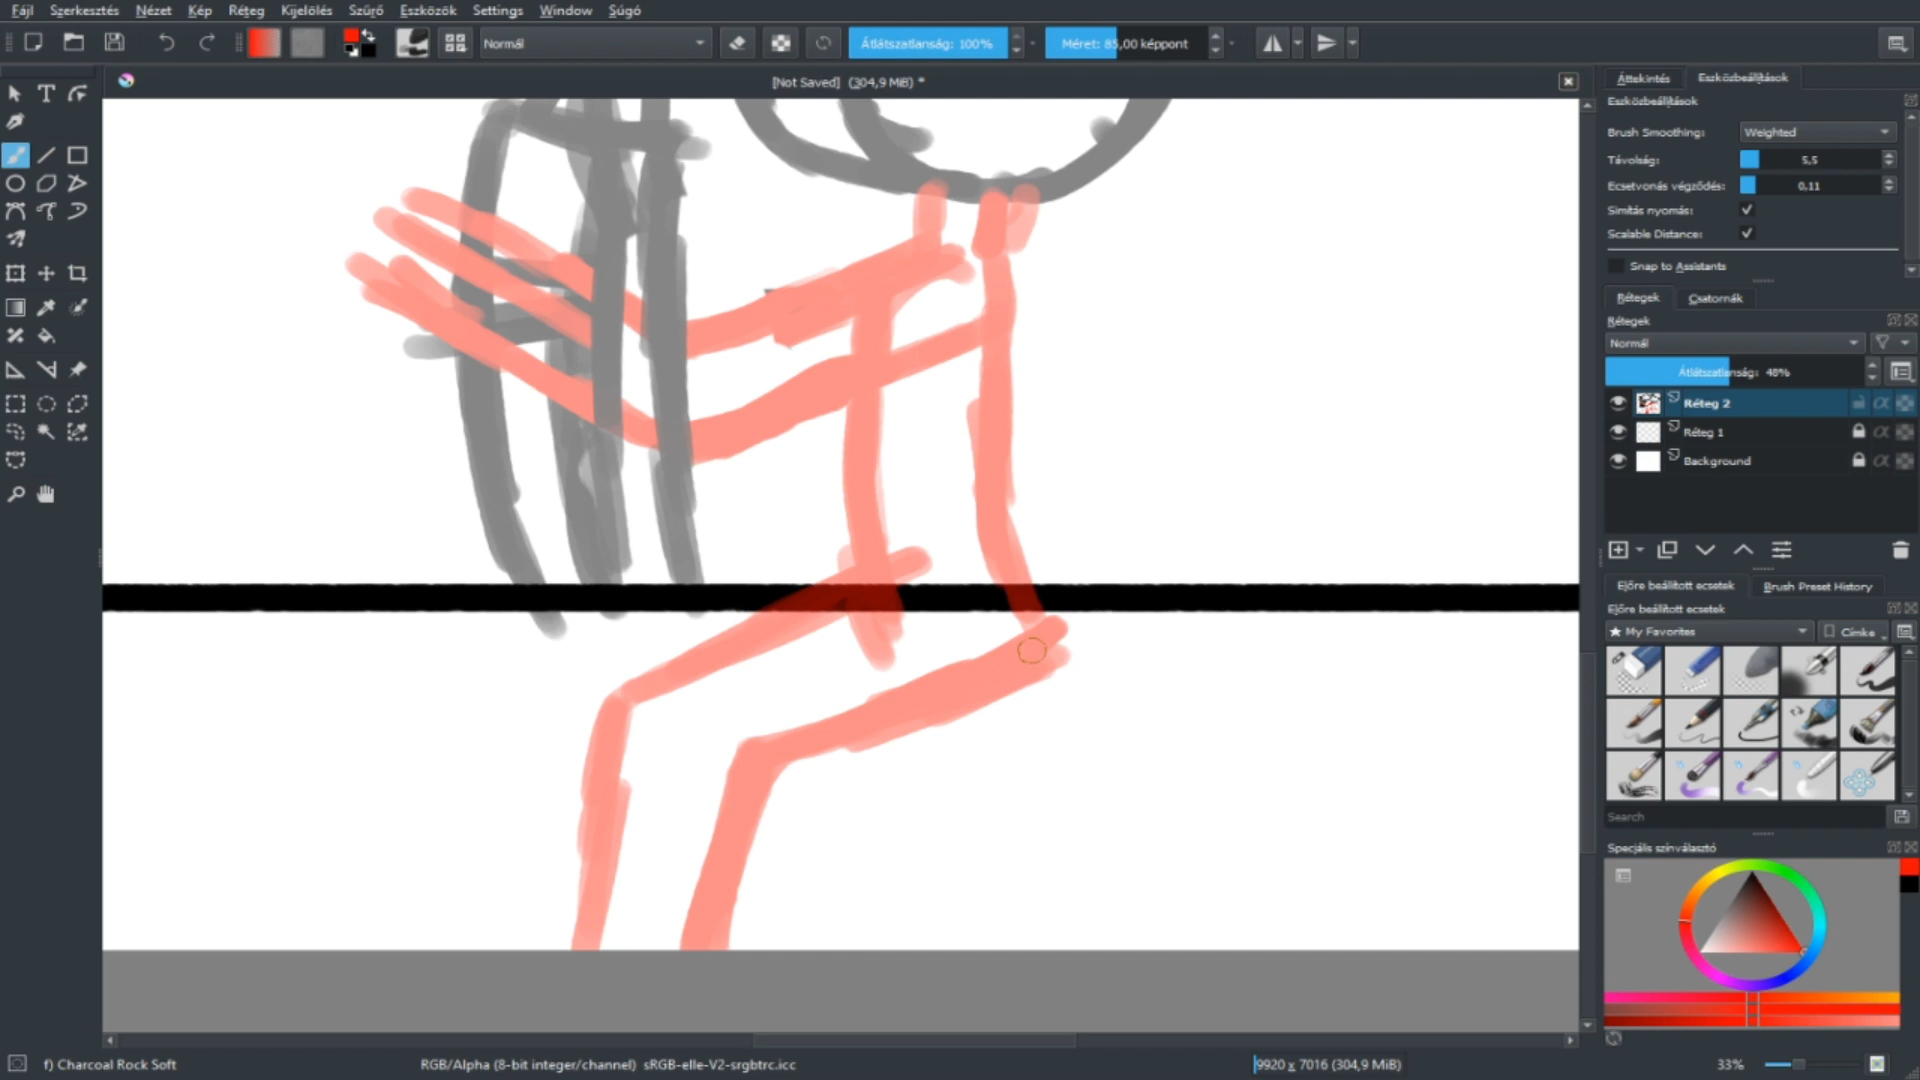 Fájl Szerkesztés Nézet Kép Réteg Kijelölés Szűrő Eszközök Settings Window Súgó
Normál Átlátszatlanság: 100% Méret: 85,00 képpont
[Not Saved] (304,9 MiB) *
Áttekintés Eszközbeállítások
Eszközbeállítások
Brush Smoothing: Weighted
Távolság: 5,5
Ecsetvonás végződés: 0,11
Simítás nyomás:
Scalable Distance:
Snap to Assistants
Rétegek Csatornák
Rétegek
Normál
Átlátszatlanság: 48%
Réteg 2
Réteg 1
Background
Előre beállított ecsetek Brush Preset History
Előre beállított ecsetek
★ My Favorites Címke
Search
Speciális színválasztó
f) Charcoal Rock Soft RGB/Alpha (8-bit integer/channel) sRGB-elle-V2-srgbtrc.icc 9920 x 7016 (304,9 MiB) 33%